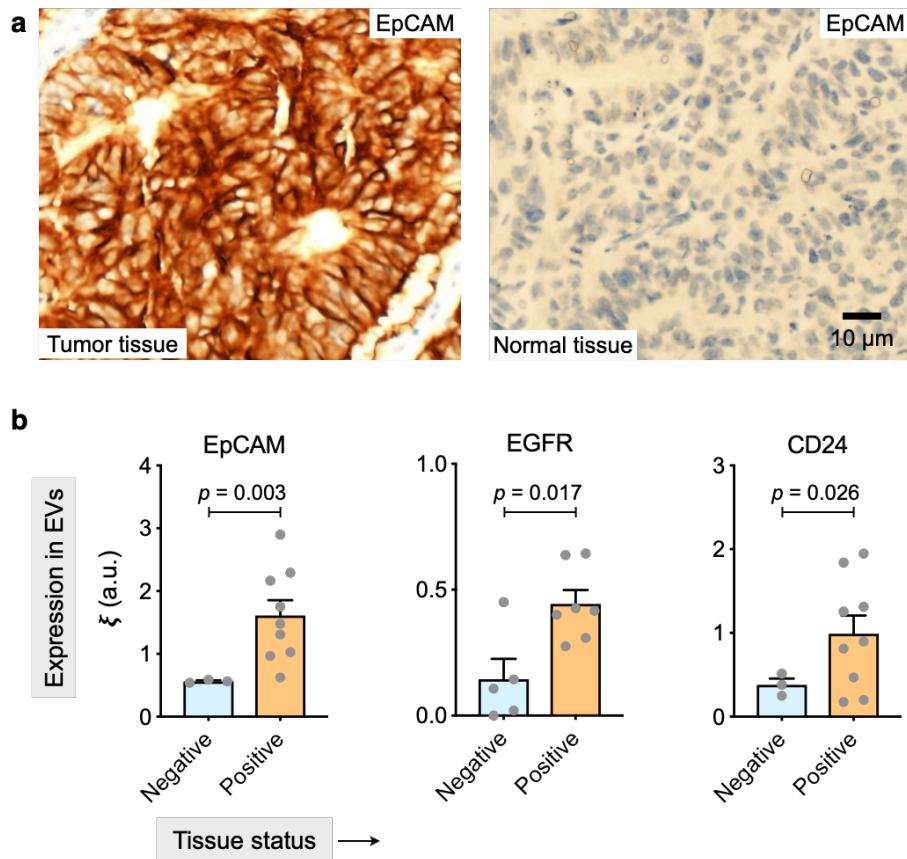 a
EpCAM
Tumor tissue
EpCAM
Normal tissue
10 µm
b
Expression in EVs
ξ (a.u.)
EpCAM
4
3
2
1
0
p = 0.003
Negative
Positive
EGFR
1.0
0.5
0.0
p = 0.017
Negative
Positive
CD24
3
2
1
0
p = 0.026
Negative
Positive
Tissue status